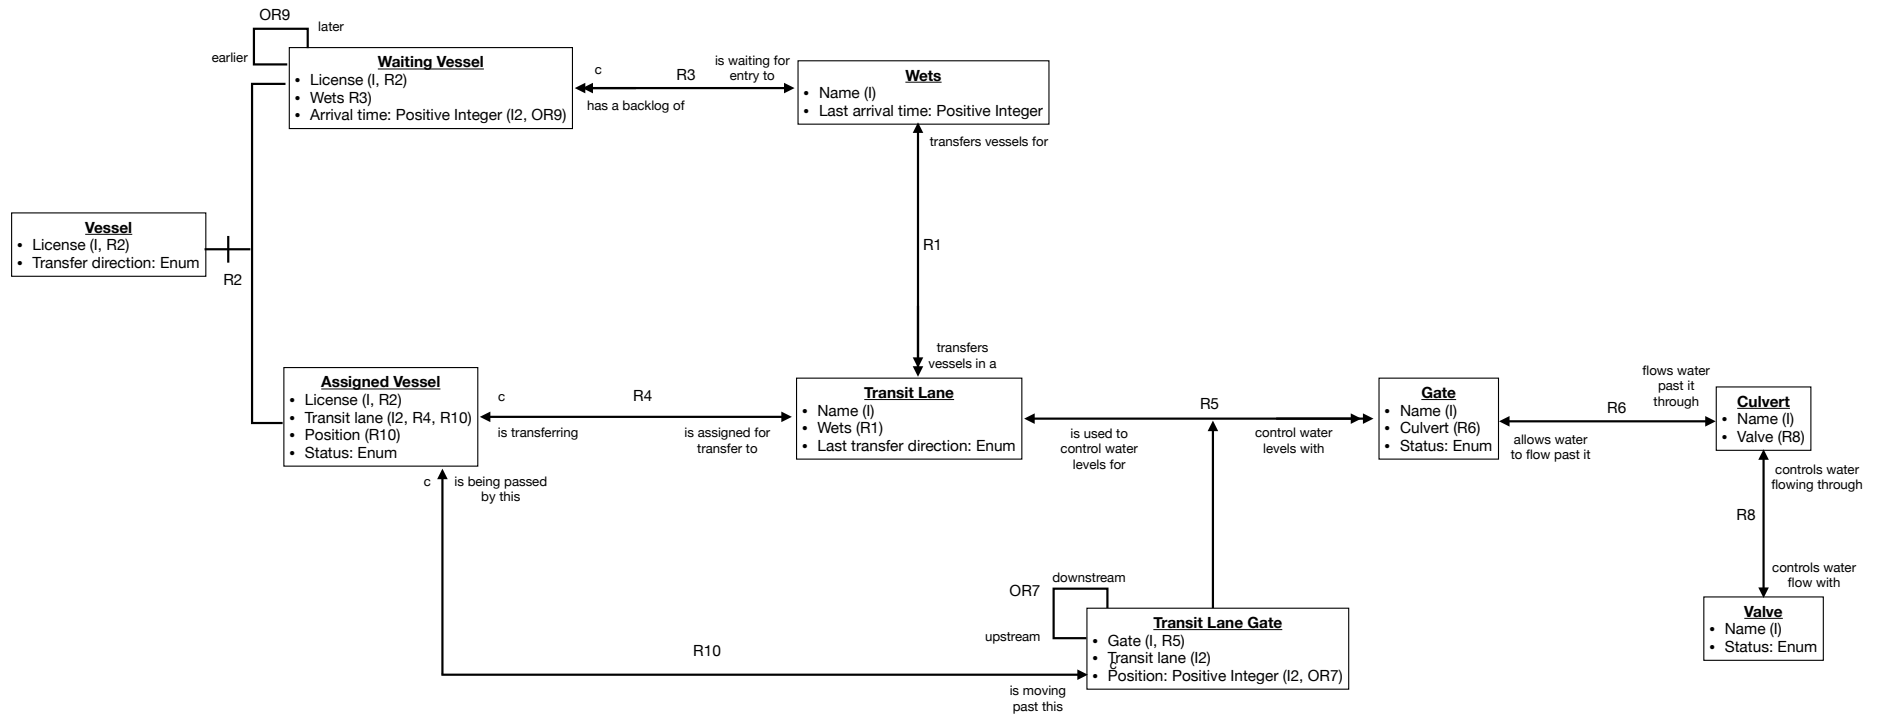 OR9
later
earlier
Waiting Vessel
• License (I, R2)
• Wets R3)
• Arrival time: Positive Integer (I2, OR9)
c
R3
is waiting for
entry to
has a backlog of
Wets
• Name (I)
• Last arrival time: Positive Integer
transfers vessels for
R1
transfers
vessels in a
Vessel
• License (I, R2)
• Transfer direction: Enum
R2
Assigned Vessel
• License (I, R2)
• Transit lane (I2, R4, R10)
• Position (R10)
• Status: Enum
c
R4
is transferring
is assigned for
transfer to
Transit Lane
• Name (I)
• Wets (R1)
• Last transfer direction: Enum
R5
is used to
control water
levels for
control water
levels with
Gate
• Name (I)
• Culvert (R6)
• Status: Enum
flows water
past it
through
R6
allows water
to flow past it
Culvert
• Name (I)
• Valve (R8)
controls water
flowing through
R8
controls water
flow with
Valve
• Name (I)
• Status: Enum
c
is being passed
by this
R10
is moving
past this
OR7
downstream
upstream
Transit Lane Gate
• Gate (I, R5)
• Transit lane (I2)
c
• Position: Positive Integer (I2, OR7)